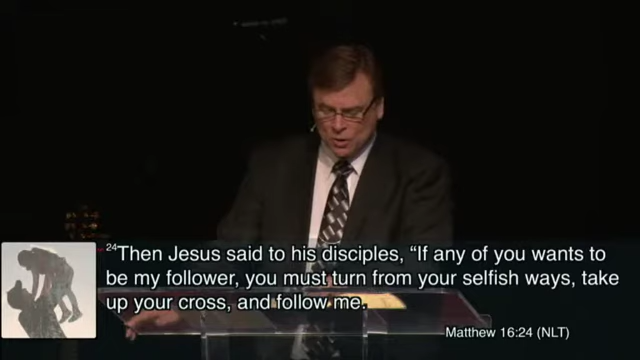 24Then Jesus said to his disciples, “If any of you wants to
be my follower, you must turn from your selfish ways, take
up your cross, and follow me.
Matthew 16:24 (NLT)